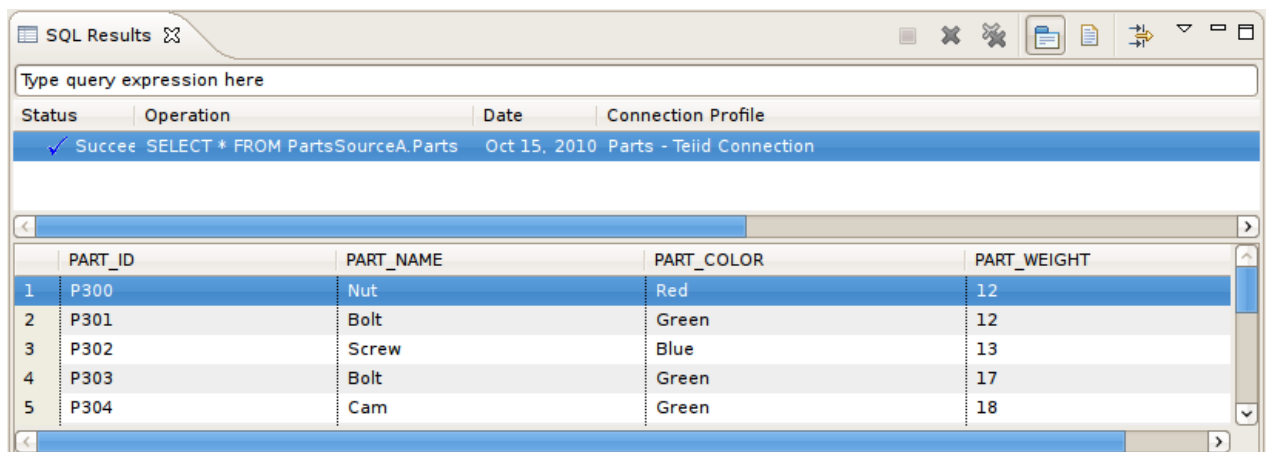 SQL Results
Type query expression here
Status Operation Date Connection Profile
Succee SELECT * FROM PartsSourceA.Parts Oct 15, 2010 Parts - Teiid Connection
PART_ID PART_NAME PART_COLOR PART_WEIGHT
1 P300 Nut Red 12
2 P301 Bolt Green 12
3 P302 Screw Blue 13
4 P303 Bolt Green 17
5 P304 Cam Green 18